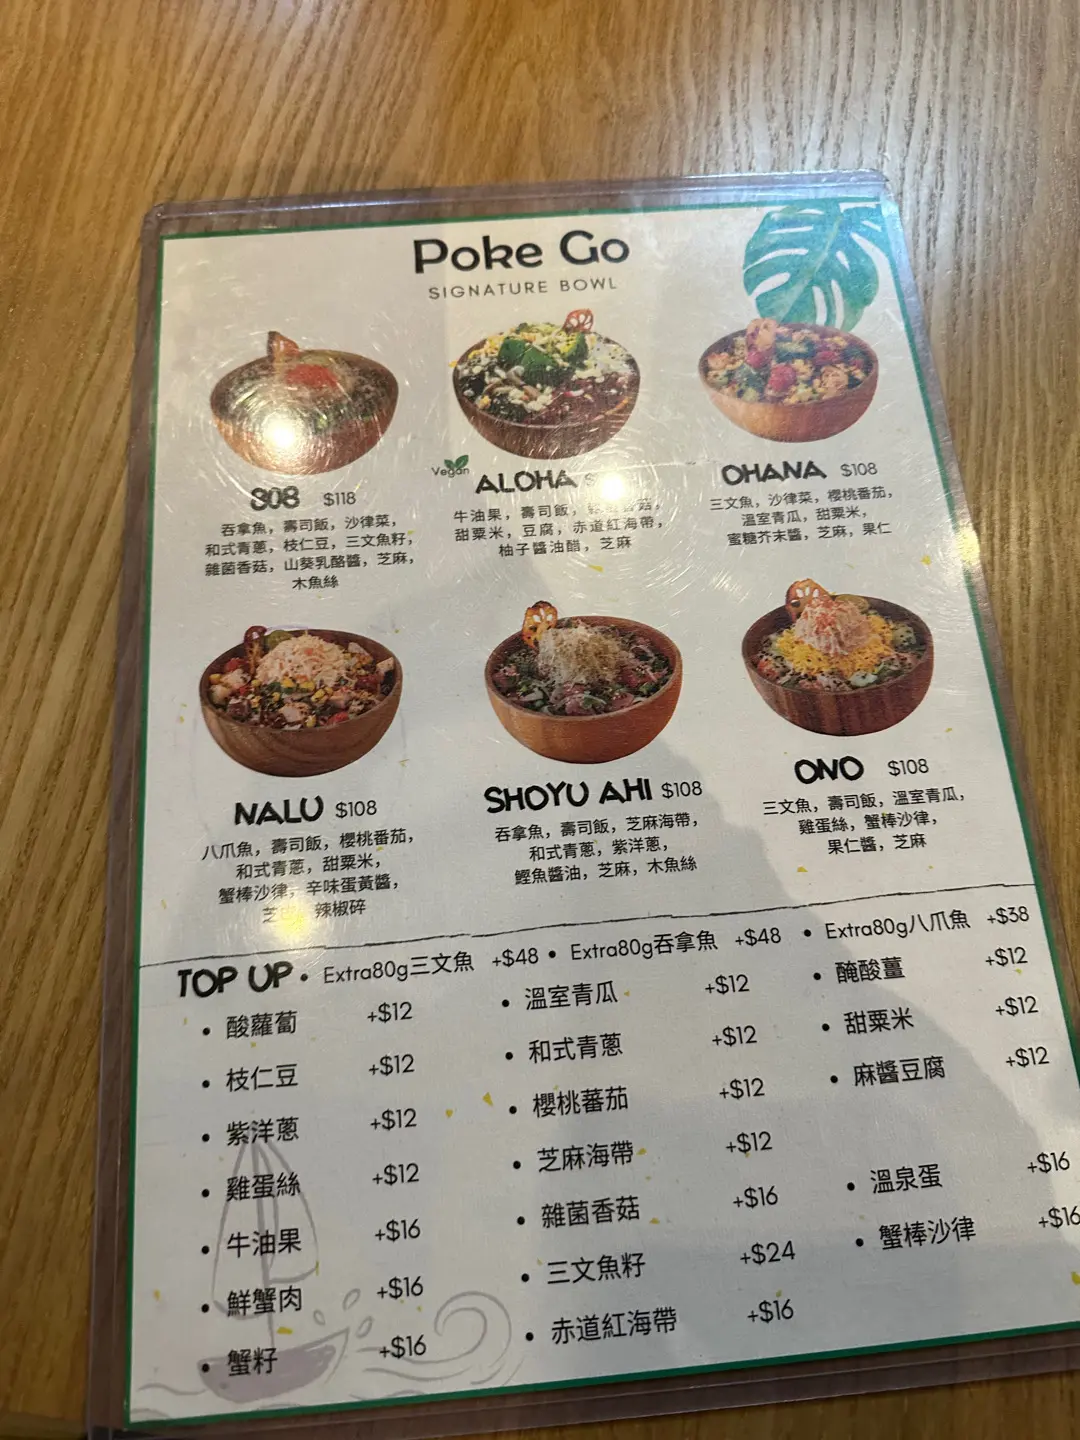 Poke Go
SIGNATURE BOWL
808 $118
吞拿魚，壽司飯，沙律菜，
和式青蔥，枝仁豆，三文魚籽，
雜菌香菇，山葵乳酪醬，芝麻，
木魚絲
Vegan
ALOHA $
牛油果，壽司飯，香菇，
甜粟米，豆腐，赤道紅海帶，
柚子醬油醋，芝麻
OHANA $108
三文魚，沙律菜，櫻桃番茄，
溫室青瓜，甜粟米，
蜜糖芥末醬，芝麻，果仁
NALU $108
八爪魚，壽司飯，櫻桃番茄，
和式青蔥，甜粟米，
蟹棒沙律，辛味蛋黃醬，
芝，辣椒碎
SHOYU AHI $108
吞拿魚，壽司飯，芝麻海帶，
和式青蔥，紫洋蔥，
鰹魚醬油，芝麻，木魚絲
ONO $108
三文魚，壽司飯，溫室青瓜，
雞蛋絲，蟹棒沙律，
果仁醬，芝麻
TOP UP • Extra80g三文魚 +$48 • Extra80g吞拿魚 +$48 • Extra80g八爪魚 +$38
• 酸蘿蔔 +$12
• 枝仁豆 +$12
• 紫洋蔥 +$12
• 雞蛋絲 +$12
• 牛油果 +$16
• 鮮蟹肉 +$16
• 蟹籽 +$16
• 溫室青瓜 +$12
• 和式青蔥 +$12
• 櫻桃蕃茄 +$12
• 芝麻海帶 +$12
• 雜菌香菇 +$16
• 三文魚籽 +$24
• 赤道紅海帶 +$16
• 醃酸薑 +$12
• 甜粟米 +$12
• 麻醬豆腐 +$12
• 溫泉蛋 +$16
• 蟹棒沙律 +$16